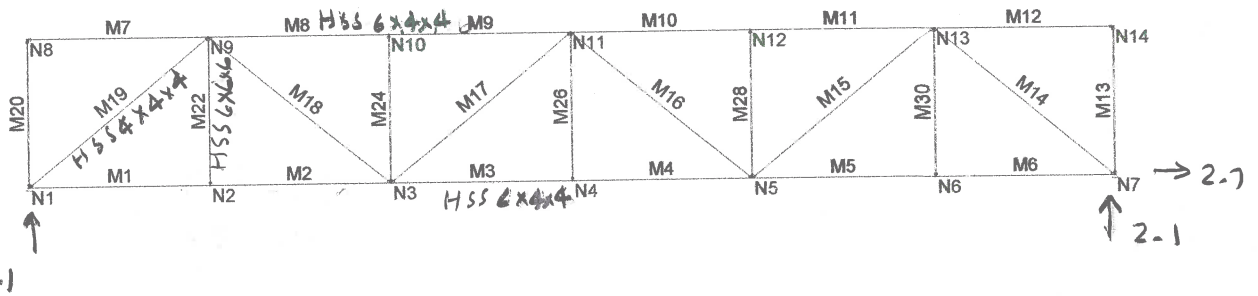 M7 M8 HSS 6x4x4 M9 M10 M11 M12
N8 N9 N10 N11 N12 N13 N14
M20 M19 M22 M18 M24 M17 M26 M16 M28 M15 M30 M14 M13
HSS 4x4x4 HSS 6x6x6
M1 M2 M3 M4 M5 M6
N1 N2 N3 N4 N5 N6 N7 2.7
HSS 6x4x4
2-1